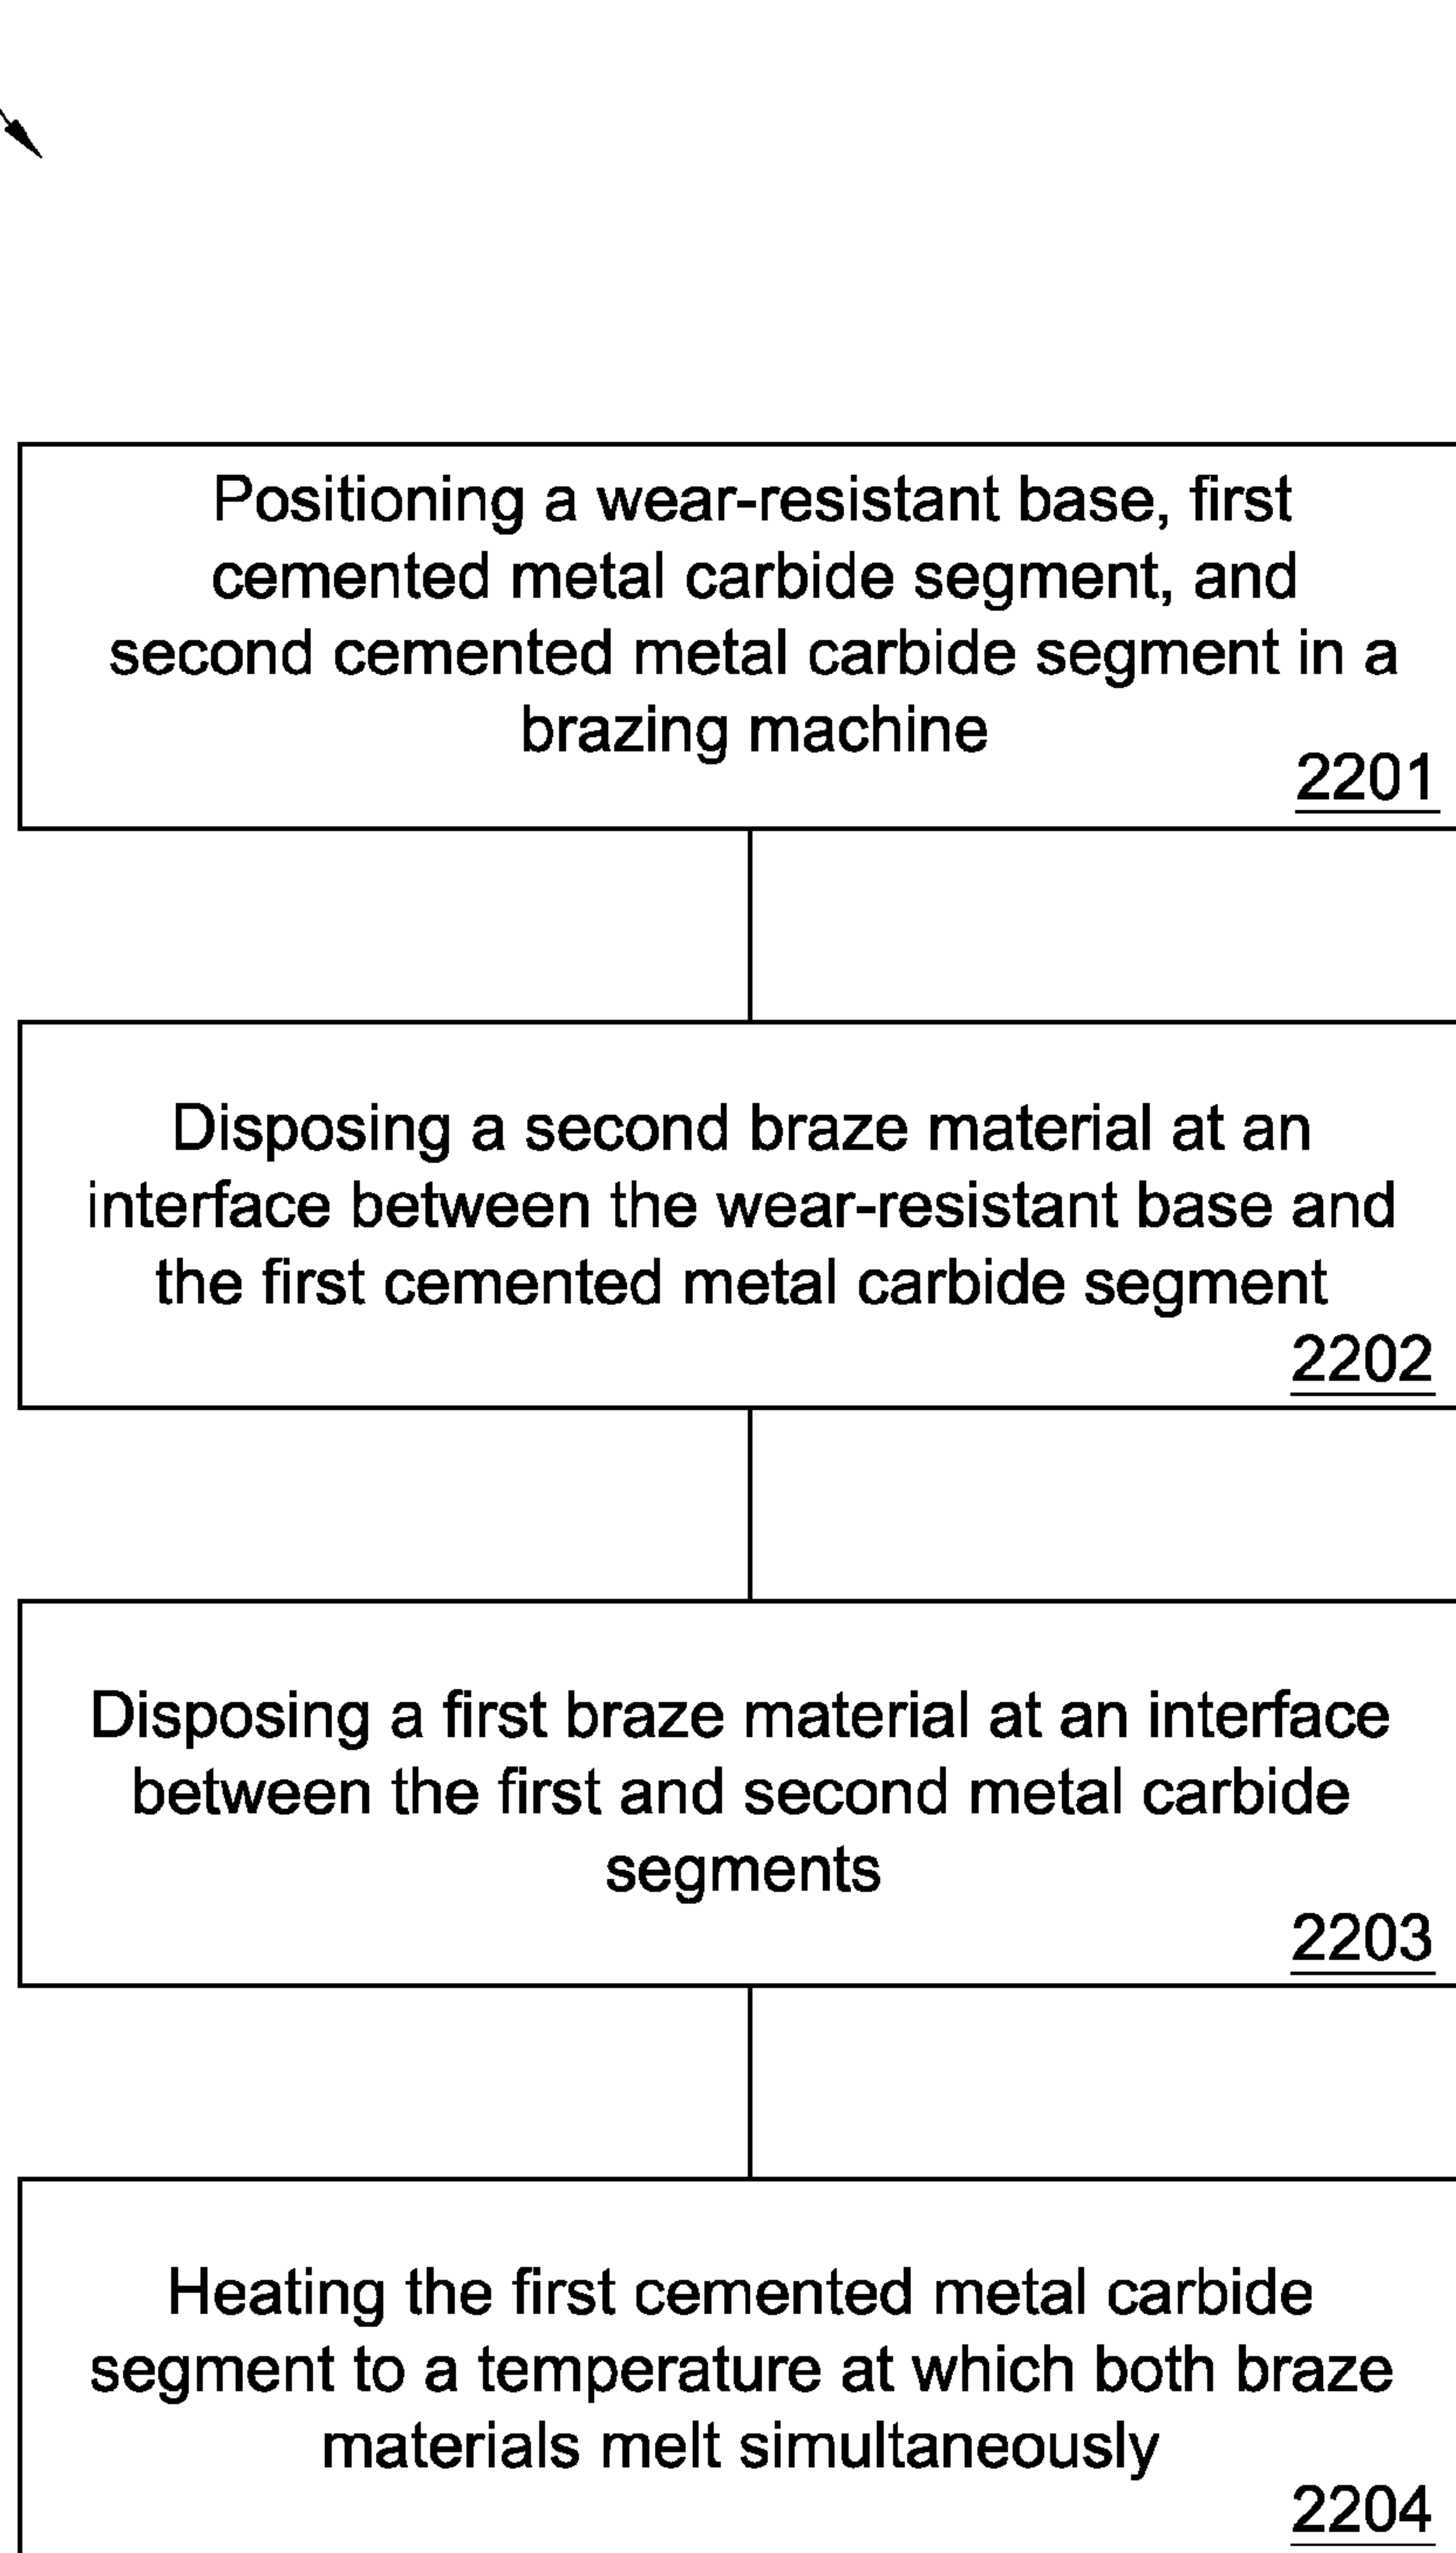 Positioning a wear-resistant base, first
cemented metal carbide segment, and
second cemented metal carbide segment in a
brazing machine
2201
Disposing a second braze material at an
interface between the wear-resistant base and
the first cemented metal carbide segment
2202
Disposing a first braze material at an interface
between the first and second metal carbide
segments
2203
Heating the first cemented metal carbide
segment to a temperature at which both braze
materials melt simultaneously
2204